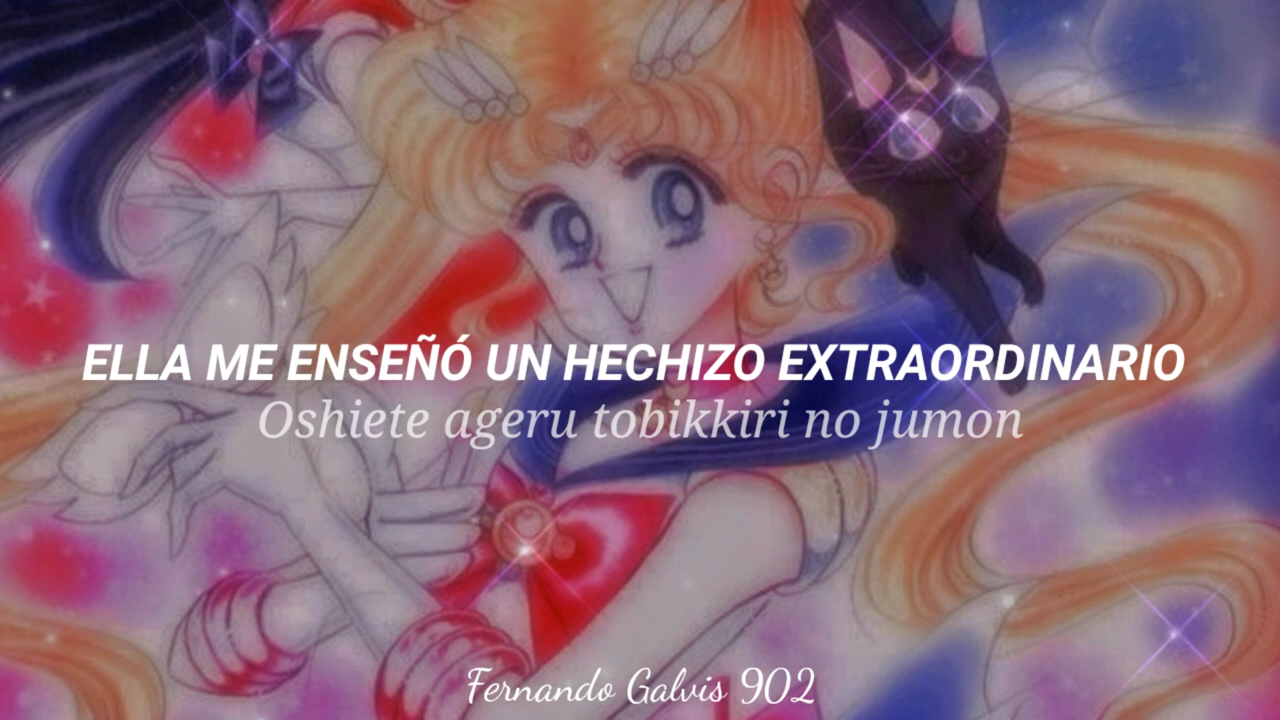 ELLA ME ENSEÑÓ UN HECHIZO EXTRAORDINARIO
Oshiete ageru tobikkiri no jumon
Fernando Galvis 902